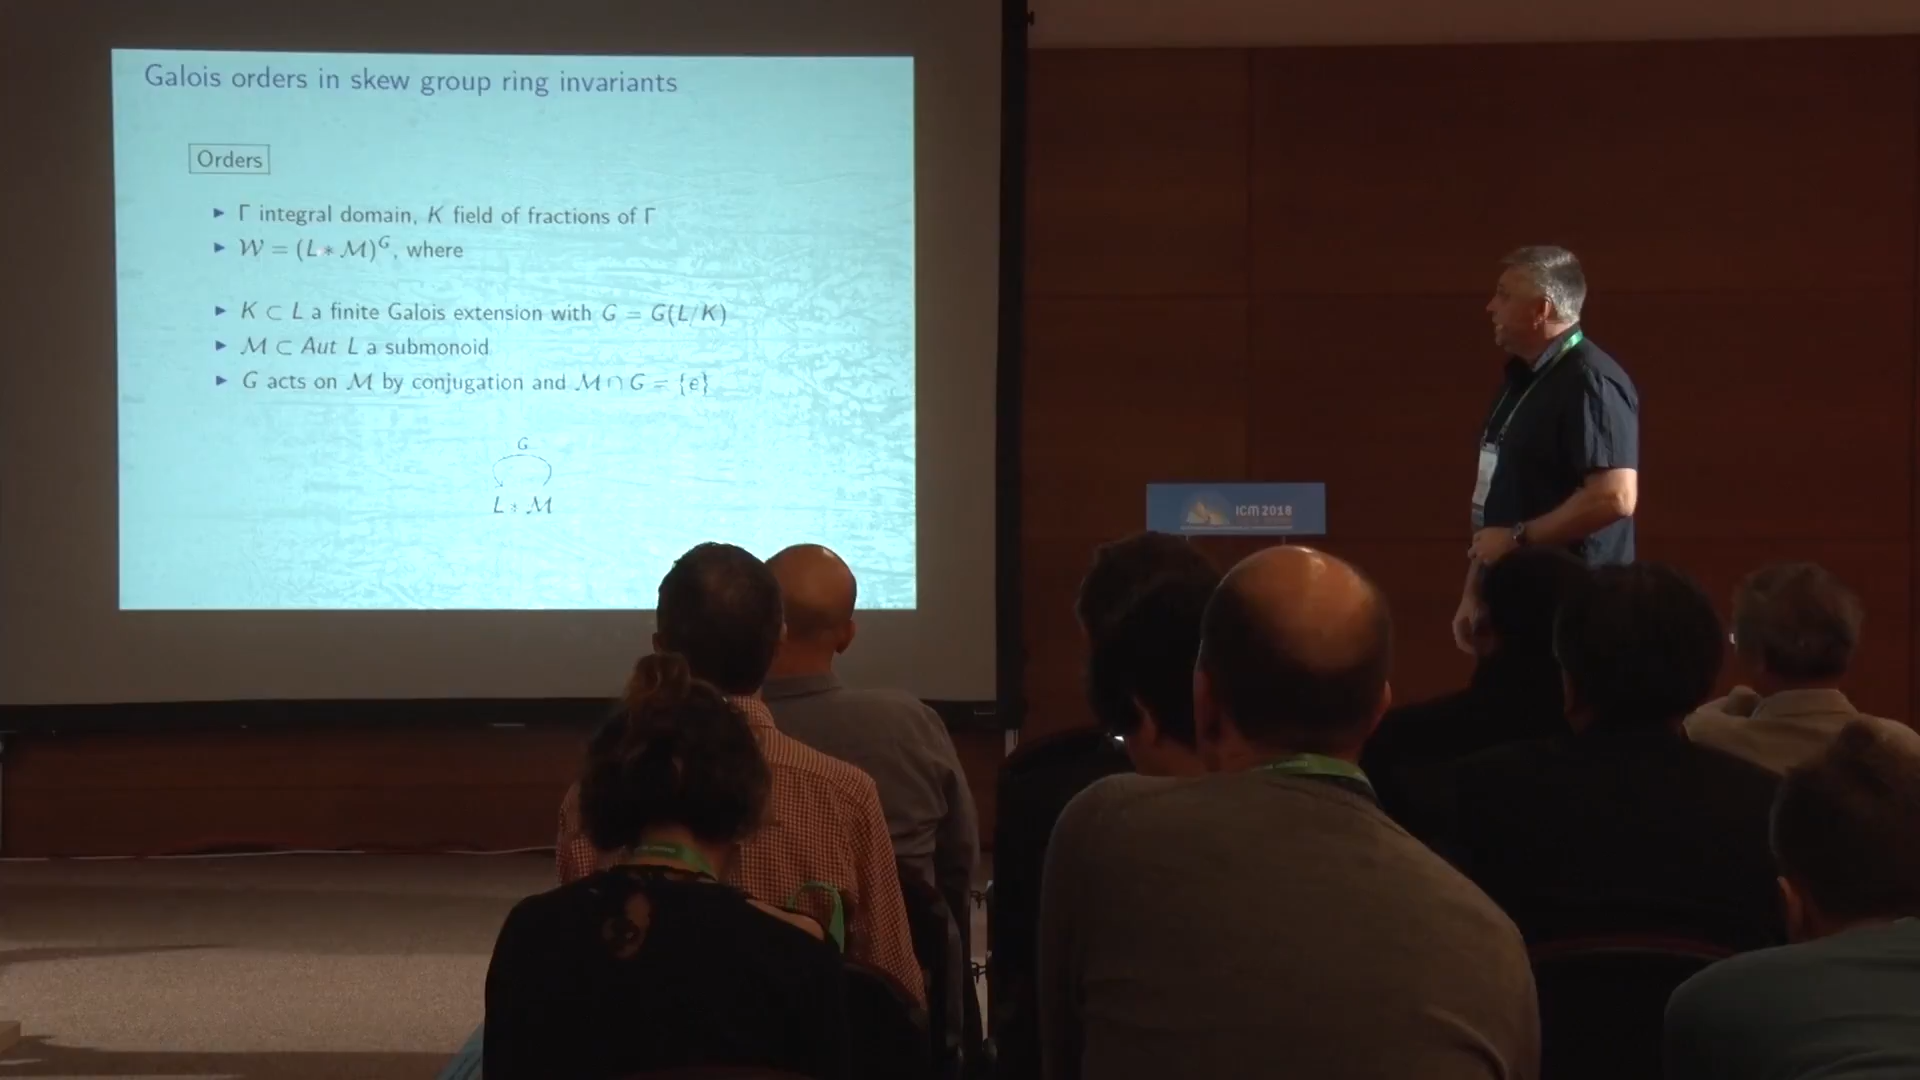 Galois orders in skew group ring invariants
Orders
► Γ integral domain, K field of fractions of Γ
► 𝒲 = (L ∗ ℳ)^G, where
► K ⊂ L a finite Galois extension with G = G(L/K)
► ℳ ⊂ Aut L a submonoid
► G acts on ℳ by conjugation and ℳ ∩ G = {e}
G
L ∗ ℳ
ICM 2018